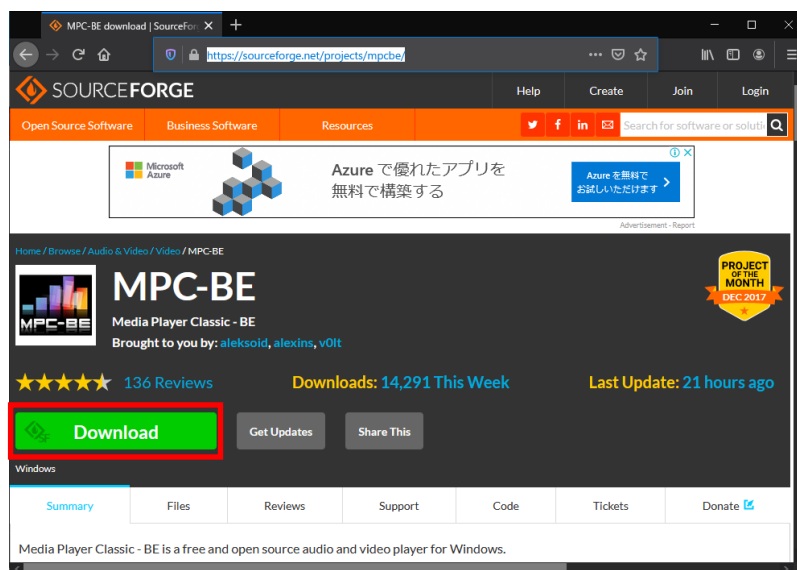 MPC-BE download | SourceFor
https://sourceforge.net/projects/mpcbe/
SOURCEFORGE
Help
Create
Join
Login
Open Source Software
Business Software
Resources
Search for software or soluti
Microsoft
Azure
Azure で優れたアプリを
無料で構築する
Azure を無料で
お試しいただけます
Advertisement - Report
Home / Browse / Audio & Video / Video / MPC-BE
PROJECT
OF THE
MONTH
DEC 2017
MPC-BE
MPC-BE
Media Player Classic - BE
Brought to you by: aleksoid, alexins, v0lt
136 Reviews
Downloads: 14,291 This Week
Last Update: 21 hours ago
SF
Download
Get Updates
Share This
Windows
Summary
Files
Reviews
Support
Code
Tickets
Donate
Media Player Classic - BE is a free and open source audio and video player for Windows.